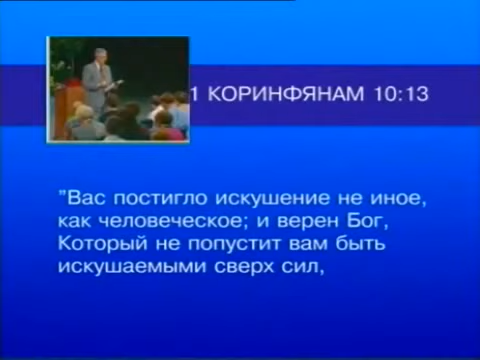 1 КОРИНФЯНАМ 10:13
"Вас постигло искушение не иное,
как человеческое; и верен Бог,
Который не попустит вам быть
искушаемыми сверх сил,